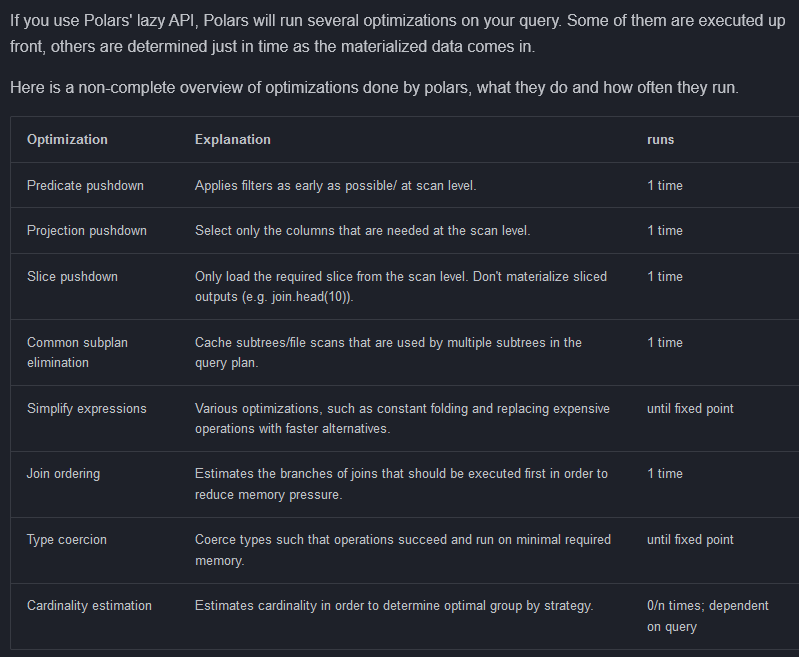 If you use Polars' lazy API, Polars will run several optimizations on your query. Some of them are executed up
front, others are determined just in time as the materialized data comes in.
Here is a non-complete overview of optimizations done by polars, what they do and how often they run.
Optimization Explanation runs
Predicate pushdown Applies filters as early as possible/ at scan level. 1 time
Projection pushdown Select only the columns that are needed at the scan level. 1 time
Slice pushdown Only load the required slice from the scan level. Don't materialize sliced 1 time
outputs (e.g. join.head(10)).
Common subplan Cache subtrees/file scans that are used by multiple subtrees in the 1 time
elimination query plan.
Simplify expressions Various optimizations, such as constant folding and replacing expensive until fixed point
operations with faster alternatives.
Join ordering Estimates the branches of joins that should be executed first in order to 1 time
reduce memory pressure.
Type coercion Coerce types such that operations succeed and run on minimal required until fixed point
memory.
Cardinality estimation Estimates cardinality in order to determine optimal group by strategy. 0/n times; dependent
on query